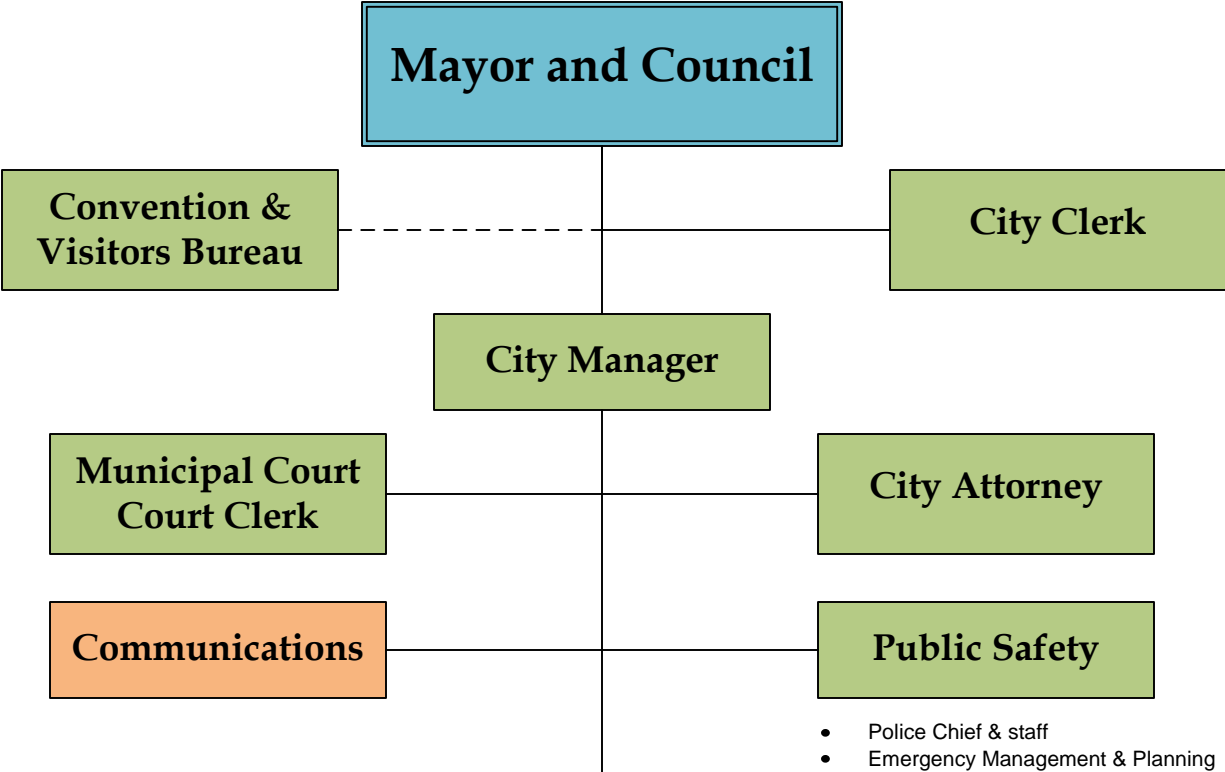 Mayor and Council
Convention &
Visitors Bureau
City Clerk
City Manager
Municipal Court
Court Clerk
City Attorney
Communications
Public Safety
• Police Chief & staff
• Emergency Management & Planning